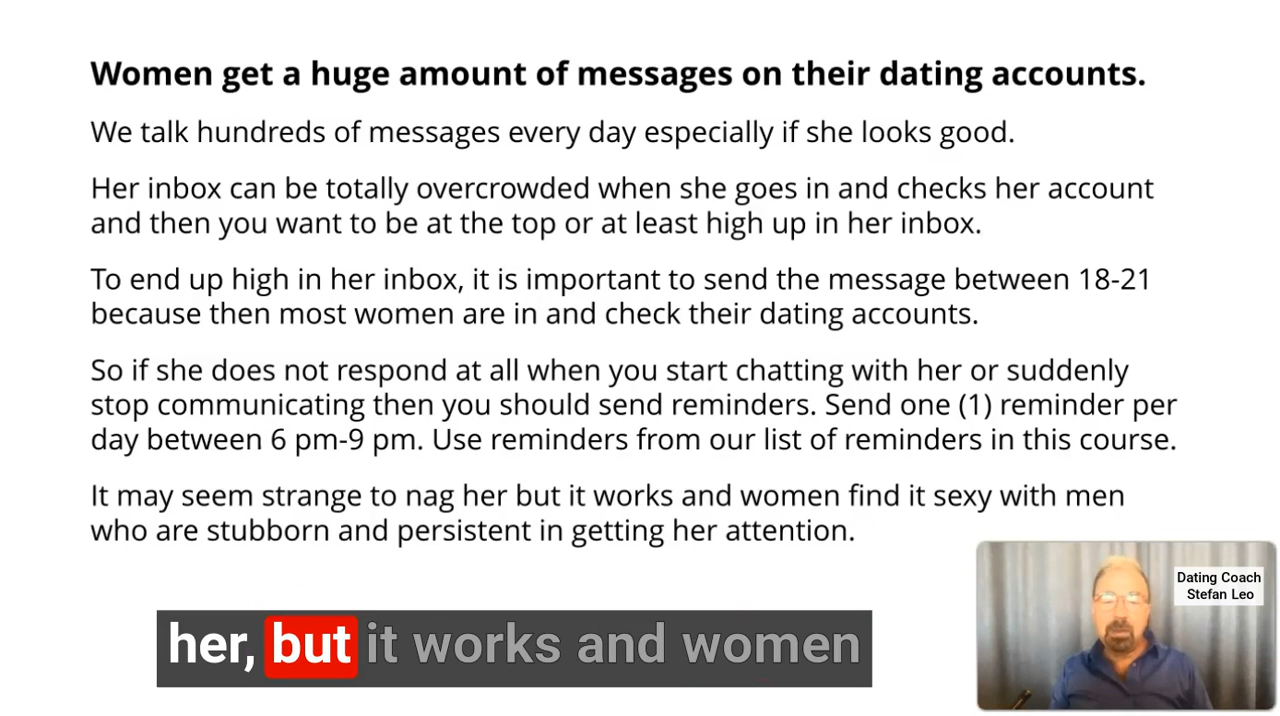 Women get a huge amount of messages on their dating accounts.
We talk hundreds of messages every day especially if she looks good.
Her inbox can be totally overcrowded when she goes in and checks her account
and then you want to be at the top or at least high up in her inbox.
To end up high in her inbox, it is important to send the message between 18-21
because then most women are in and check their dating accounts.
So if she does not respond at all when you start chatting with her or suddenly
stop communicating then you should send reminders. Send one (1) reminder per
day between 6 pm-9 pm. Use reminders from our list of reminders in this course.
It may seem strange to nag her but it works and women find it sexy with men
who are stubborn and persistent in getting her attention.
Dating Coach
Stefan Leo
her, but it works and women